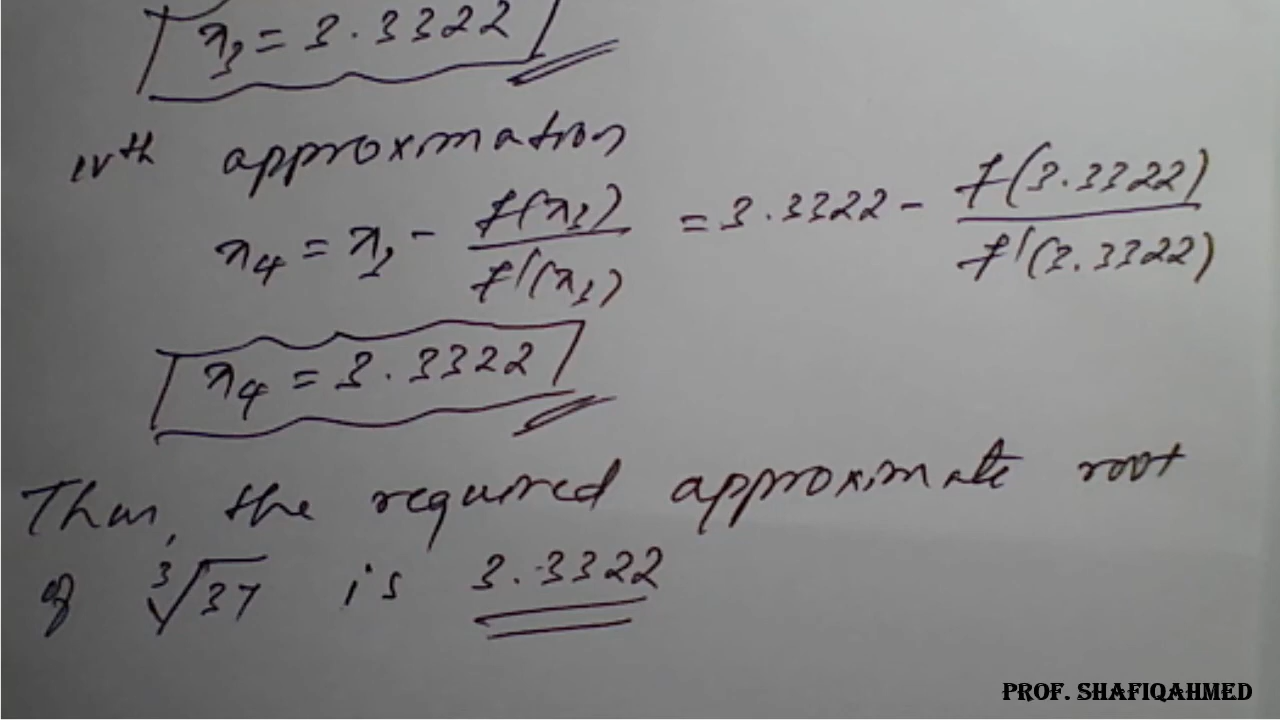 x₃ = 3.3322
IVth approximation
x₄ = x₃ - f(x₃)/f'(x₃) = 3.3322 - f(3.3322)/f'(3.3322)
x₄ = 3.3322
Thus, the required approximate root
of ∛37 is 3.3322
PROF. SHAFIQAHMED